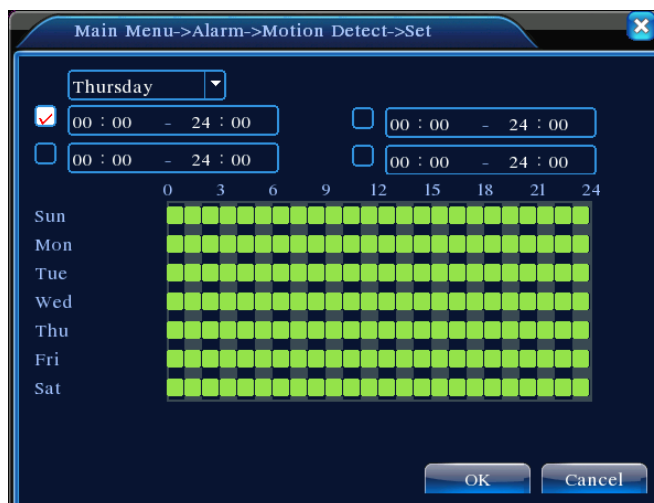 Main Menu->Alarm->Motion Detect->Set
Thursday
00 : 00 - 24 : 00
00 : 00 - 24 : 00
00 : 00 - 24 : 00
00 : 00 - 24 : 00
0 3 6 9 12 15 18 21 24
Sun
Mon
Tue
Wed
Thu
Fri
Sat
OK Cancel